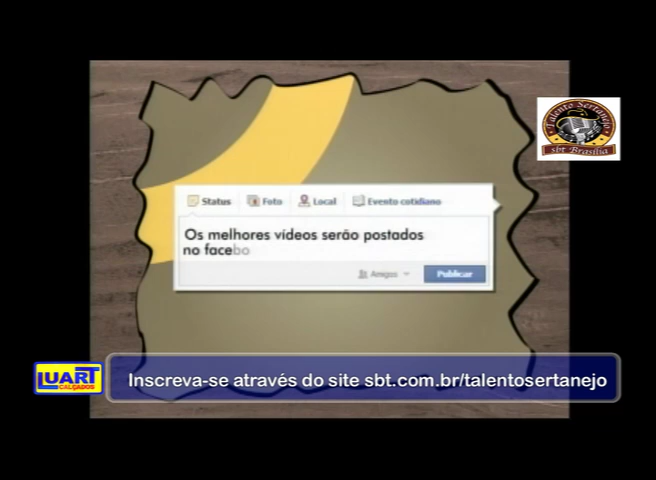 Talento Sertanejo
sbt Brasília
Status
Foto
Local
Evento cotidiano
Os melhores vídeos serão postados
no facebo
Amigos
Publicar
LUART
CALÇADOS
Inscreva-se através do site sbt.com.br/talentosertanejo